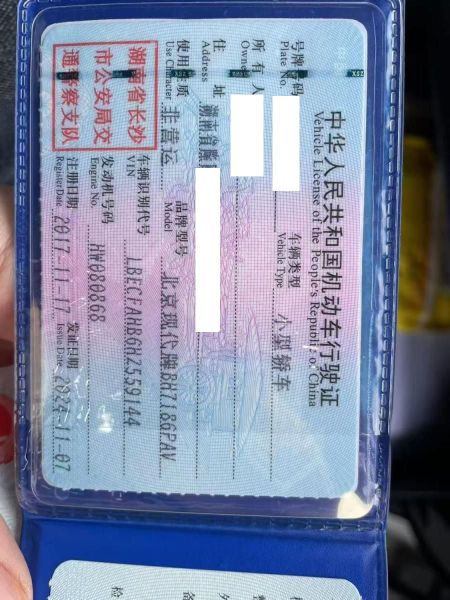 中华人民共和国机动车行驶证
Vehicle License of the People's Republic of China
号牌号码 车辆类型 小型轿车
Plate No. Vehicle Type
所有人
Owner
住址 湖南省
Address
使用性质 非营运 品牌型号 北京现代牌BH7186PAV
Use Character Model
湖南省长沙
市公安局交
通警察支队
车辆识别代号 LBECFAHB6HZ559144
VIN
发动机号码 HW080868
Engine No.
注册日期 2017-11-17 发证日期
Register Date Issue Date